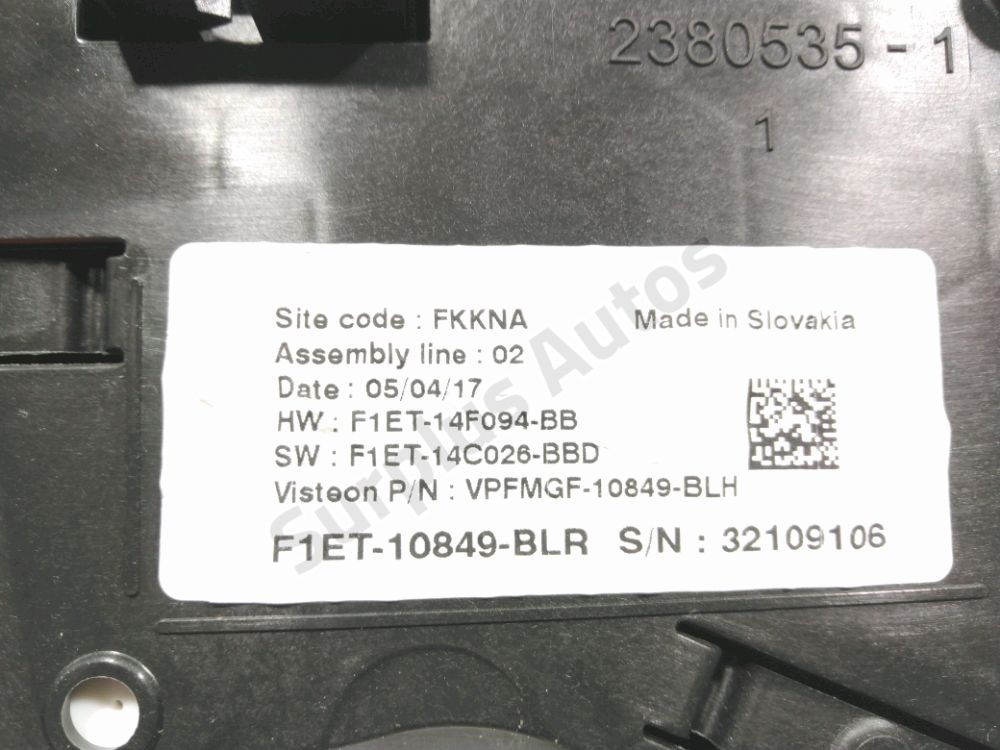 2380535-1
1
Site code : FKKNA Made in Slovakia
Assembly line : 02
Date : 05/04/17
HW : F1ET-14F094-BB
SW : F1ET-14C026-BBD
Visteon P/N : VPFMGF-10849-BLH
F1ET-10849-BLR S/N : 32109106
Surplus Autos